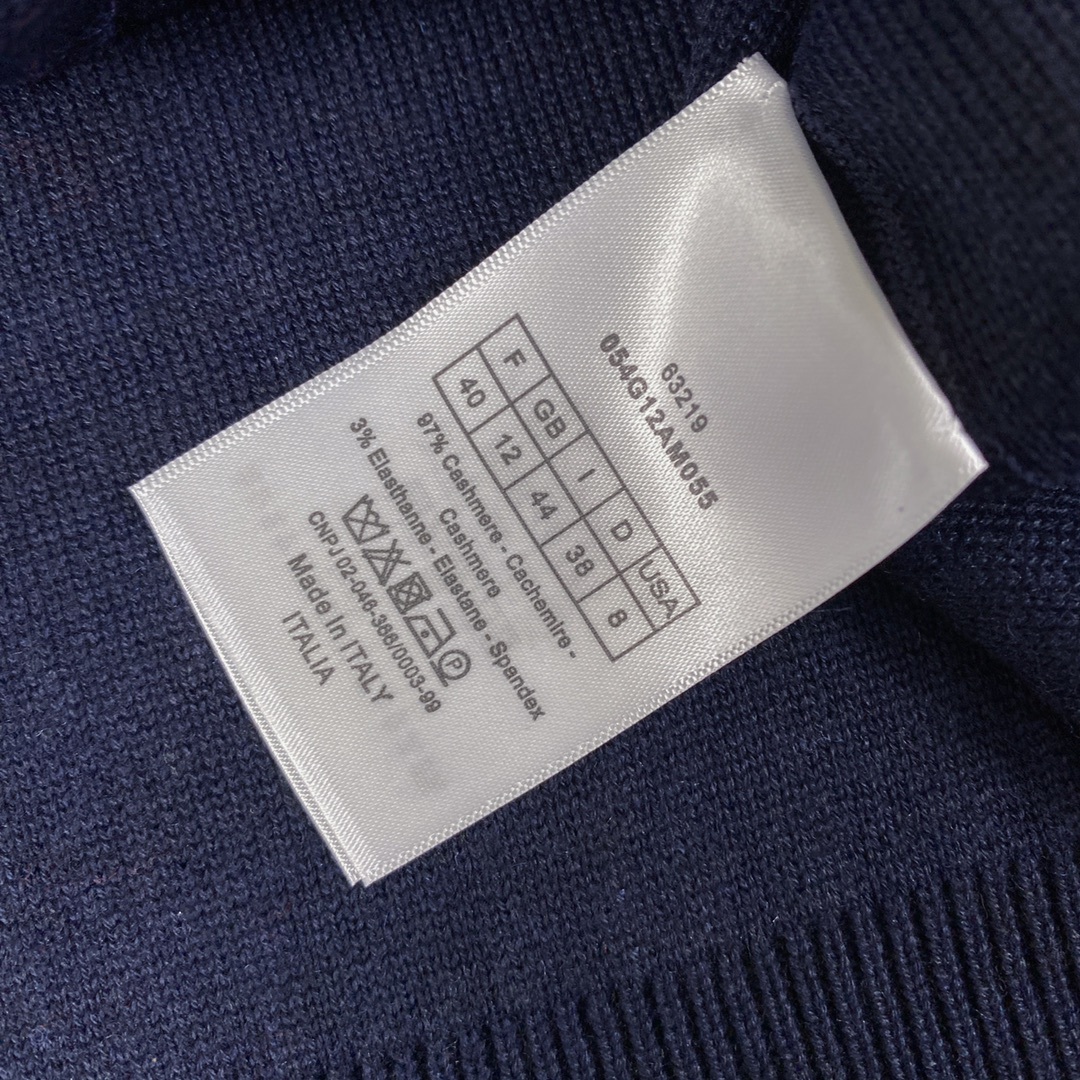 63219
054G12AM055
F GB I D USA
40 12 44 38 8
97% Cashmere - Cachemire -
Cashmere
3% Elasthanne - Elastane - Spandex
P
CNPJ 02-046-366/0003-99
Made In ITALY
ITALIA